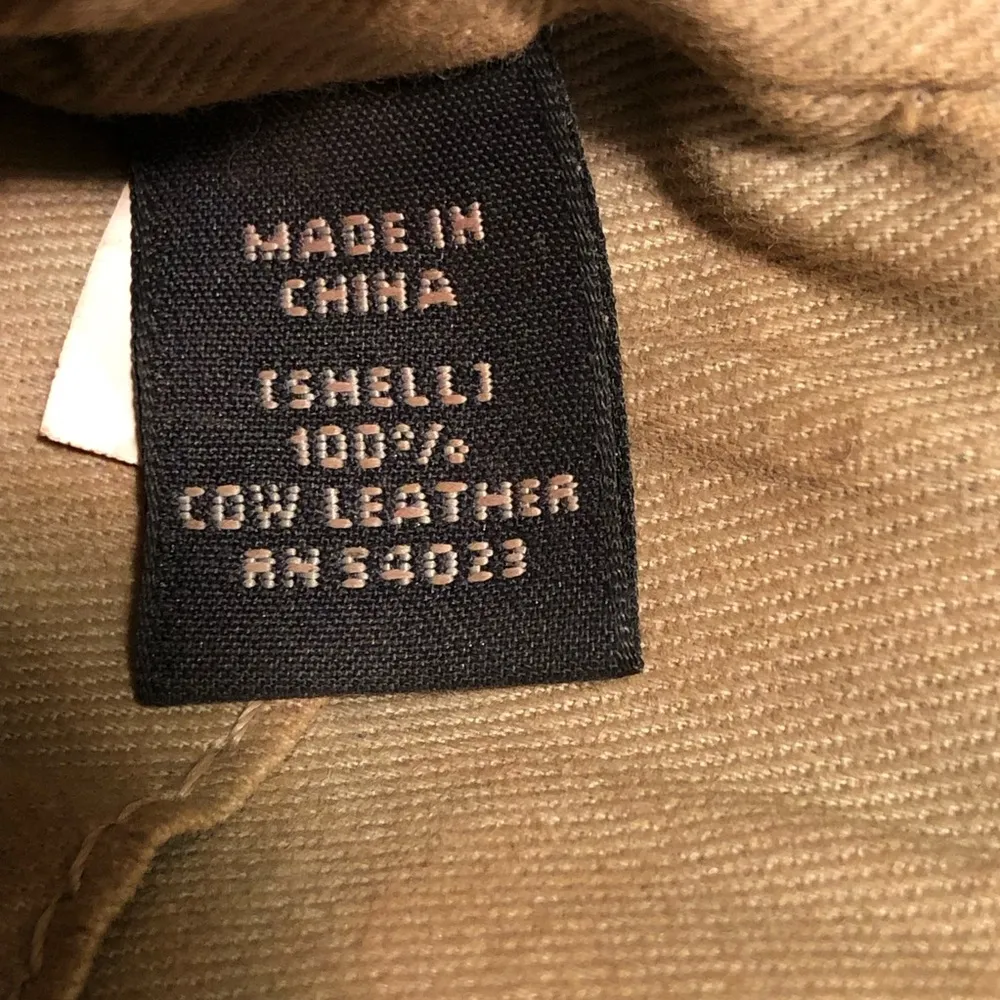 MADE IN
CHINA
[SHELL]
100%
COW LEATHER
RN 54023